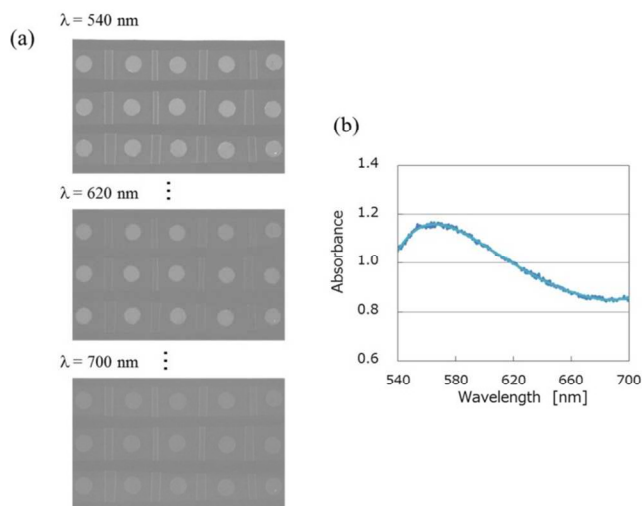 (a)
λ = 540 nm
⋮
λ = 620 nm
⋮
λ = 700 nm
(b)
Absorbance
1.4
1.2
1.0
0.8
0.6
540 580 620 660 700
Wavelength [nm]